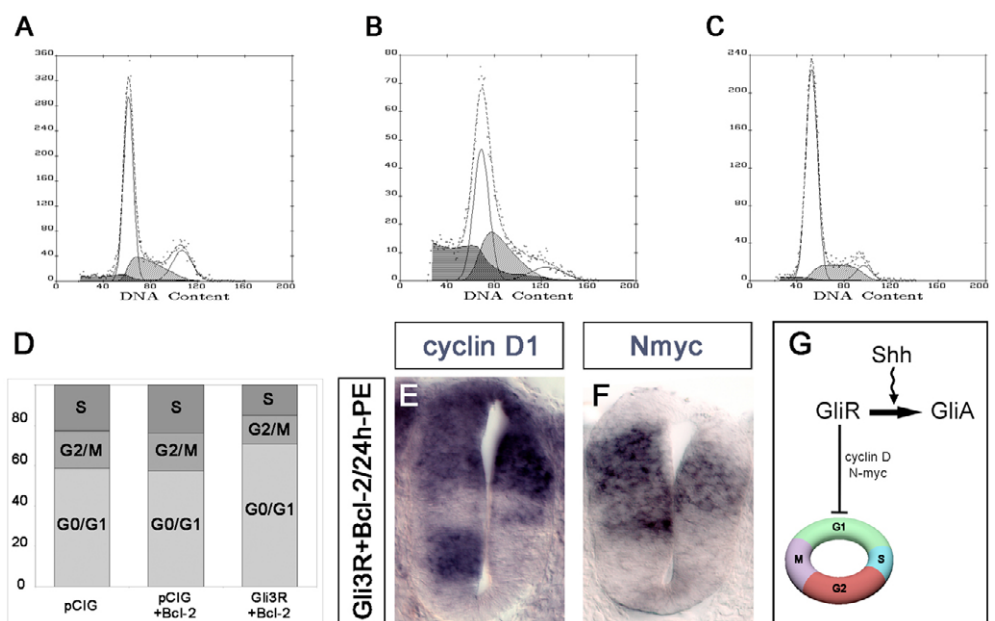 A
B
C
360
320
280
240
200
160
120
80
40
0
40
80
120
160
200
DNA Content
80
70
60
50
40
30
20
10
0
0
40
80
120
160
200
DNA Content
240
200
160
120
80
40
0
40
80
120
160
200
DNA Content
D
80
60
40
20
0
S
G2/M
G0/G1
S
G2/M
G0/G1
S
G2/M
G0/G1
pCIG
pCIG
+Bcl-2
Gli3R
+Bcl-2
Gli3R+Bcl-2/24h-PE
cyclin D1
Nmyc
E
F
G
Shh
GliR
GliA
cyclin D
N-myc
G1
M
S
G2